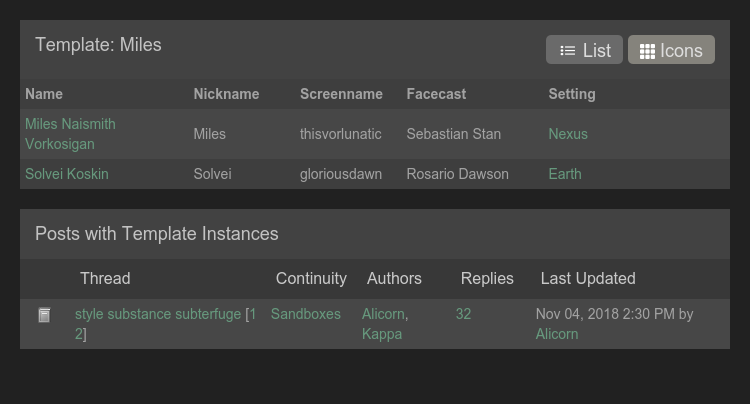 Template: Miles
List
Icons
Name Nickname Screenname Facecast Setting
Miles Naismith
Vorkosigan Miles thisvorlunatic Sebastian Stan Nexus
Solvei Koskin Solvei gloriousdawn Rosario Dawson Earth
Posts with Template Instances
Thread Continuity Authors Replies Last Updated
style substance subterfuge [1
2] Sandboxes Alicorn,
Kappa 32 Nov 04, 2018 2:30 PM by
Alicorn